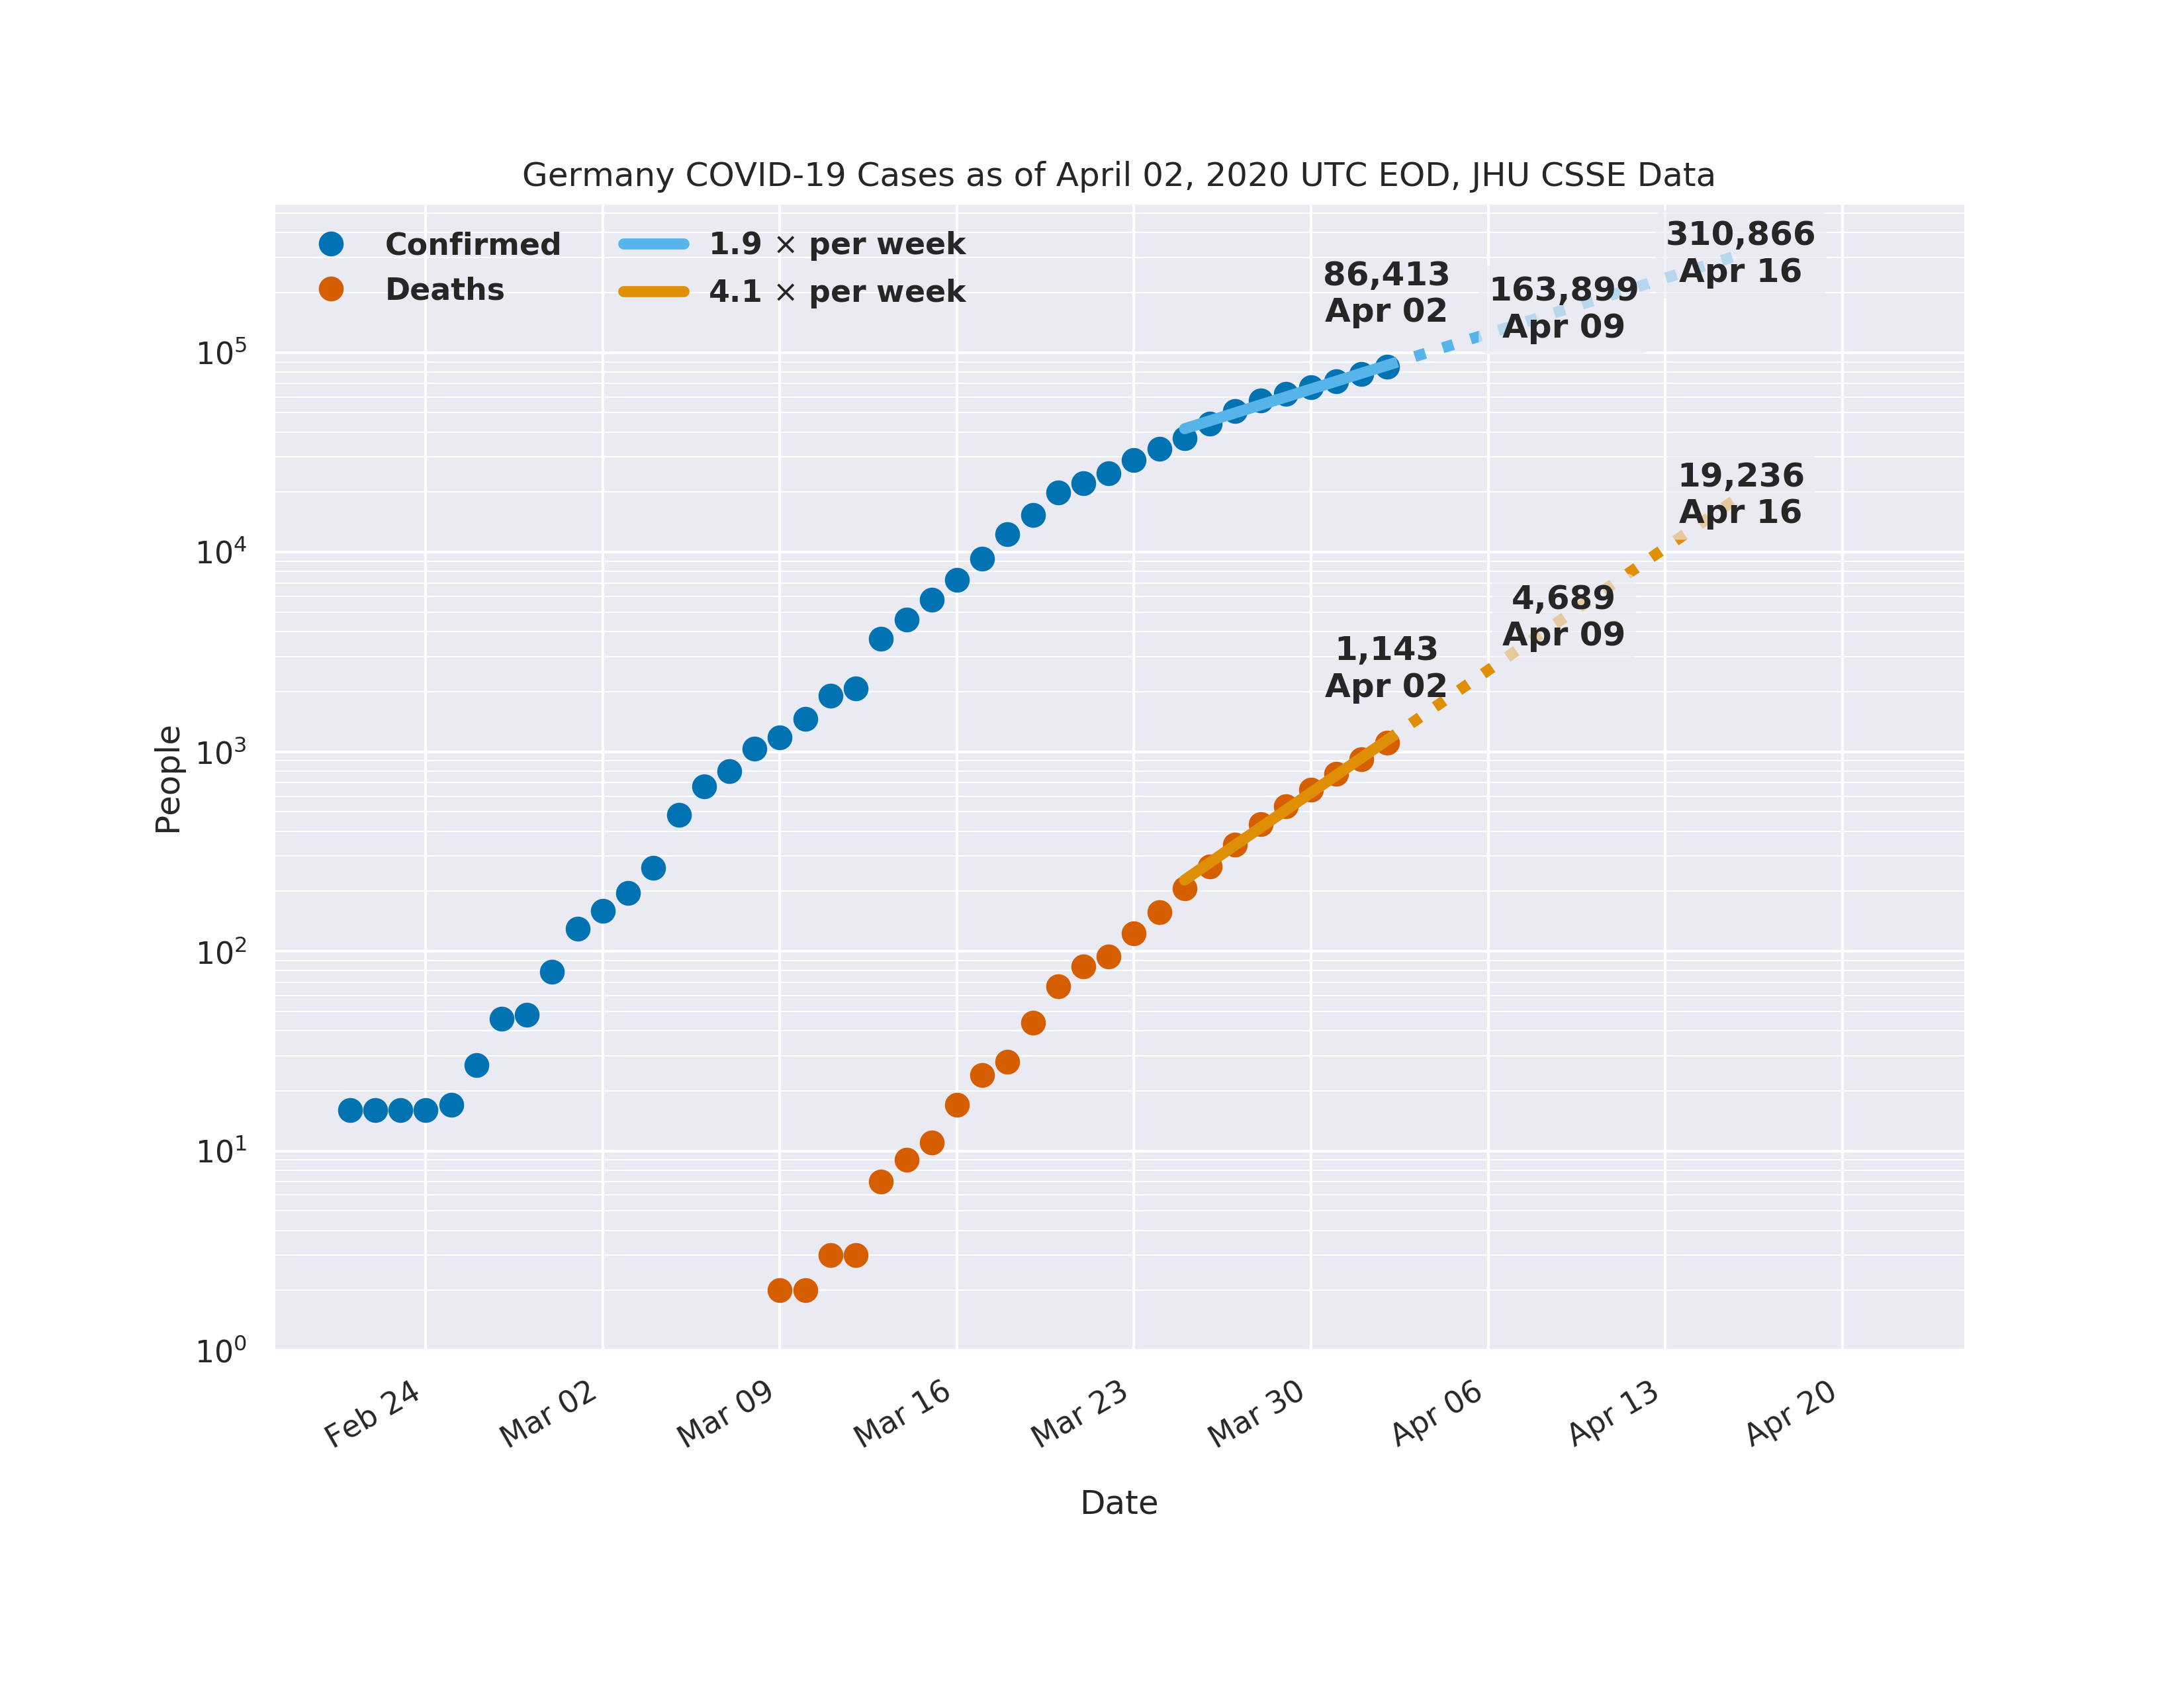 Germany COVID-19 Cases as of April 02, 2020 UTC EOD, JHU CSSE Data
Confirmed
Deaths
1.9 × per week
4.1 × per week
310,866
Apr 16
86,413
Apr 02
163,899
Apr 09
19,236
Apr 16
4,689
Apr 09
1,143
Apr 02
People
10⁵
10⁴
10³
10²
10¹
10⁰
Feb 24
Mar 02
Mar 09
Mar 16
Mar 23
Mar 30
Apr 06
Apr 13
Apr 20
Date